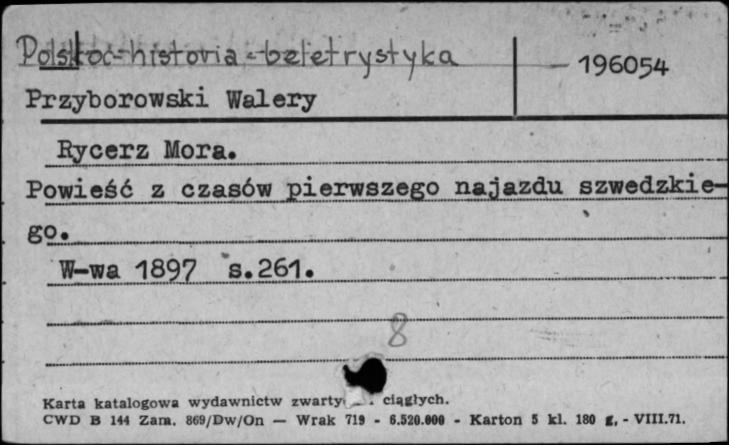 Polska-historia-beletrystyka
196054
Przyborowski Walery
Rycerz Mora.
Powieść z czasów pierwszego najazdu szwedzkie-
go.
W-wa 1897 s.261.
8
Karta katalogowa wydawnictw zwarty ciągłych.
CWD B 144 Zam. 869/Dw/On — Wrak 719 - 6.520.000 - Karton 5 kl. 180 g, - VIII.71.